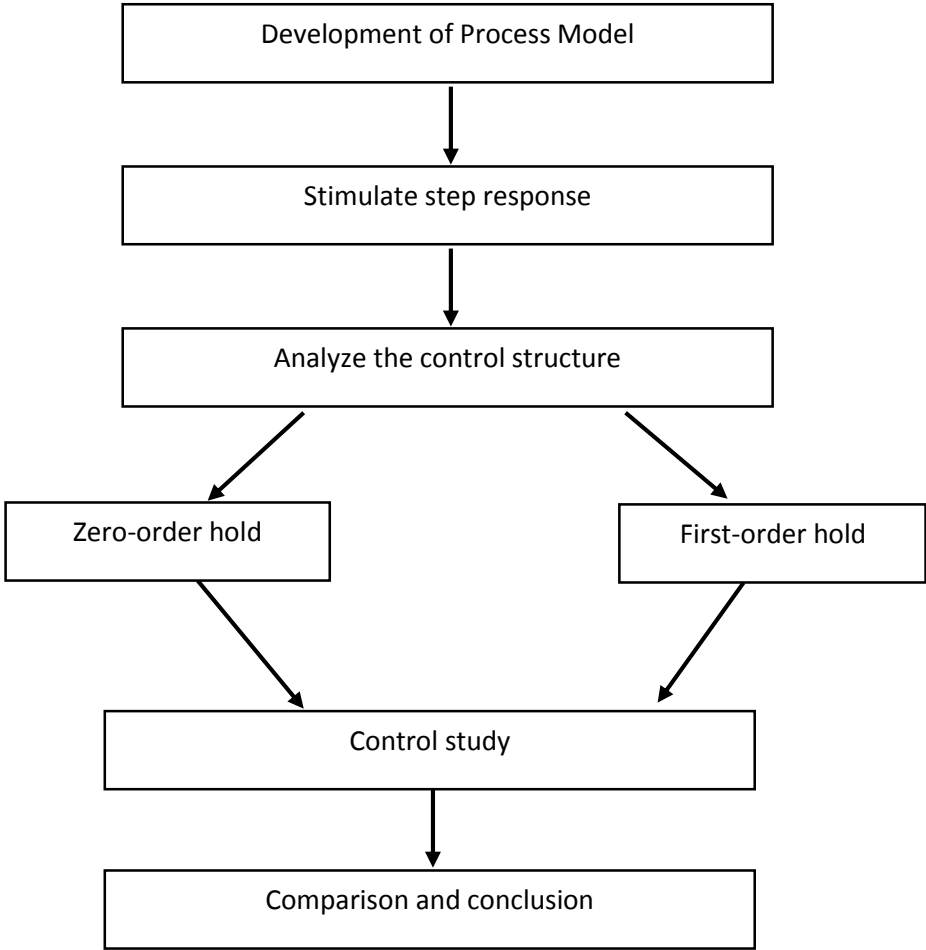 Development of Process Model
Stimulate step response
Analyze the control structure
Zero-order hold
First-order hold
Control study
Comparison and conclusion